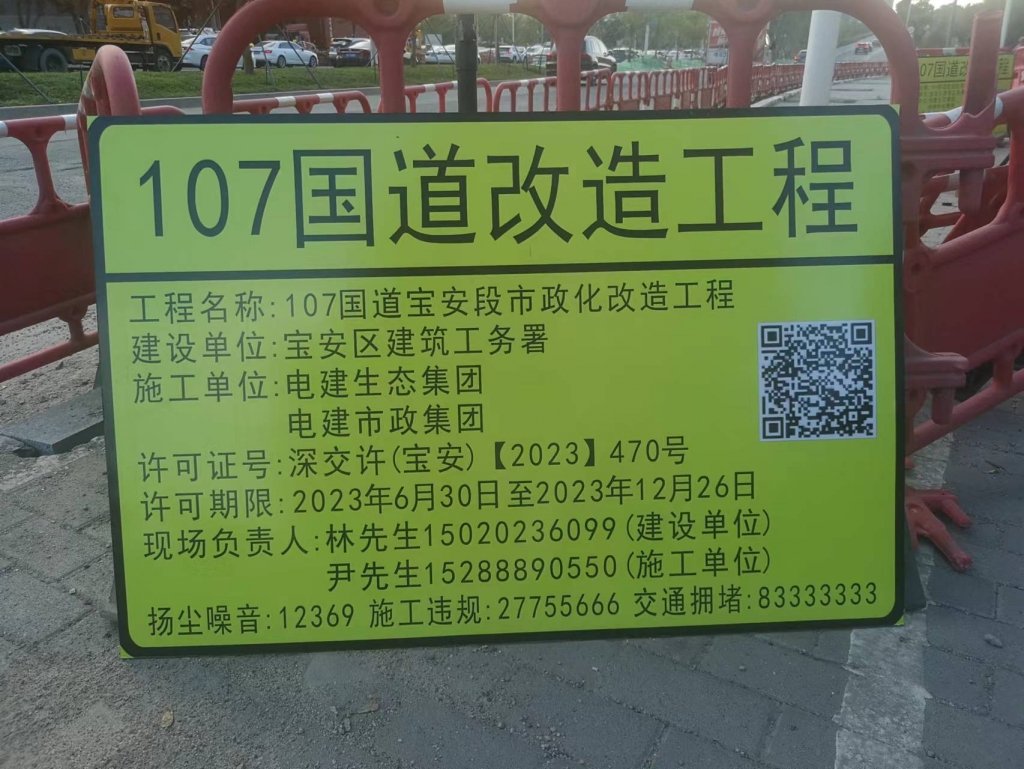 107国道改造工程
工程名称:107国道宝安段市政化改造工程
建设单位:宝安区建筑工务署
施工单位:电建生态集团
电建市政集团
许可证号:深交许(宝安)【2023】470号
许可期限:2023年6月30日至2023年12月26日
现场负责人:林先生15020236099(建设单位)
尹先生15288890550(施工单位)
扬尘噪音:12369 施工违规:27755666 交通拥堵:83333333
107国道改